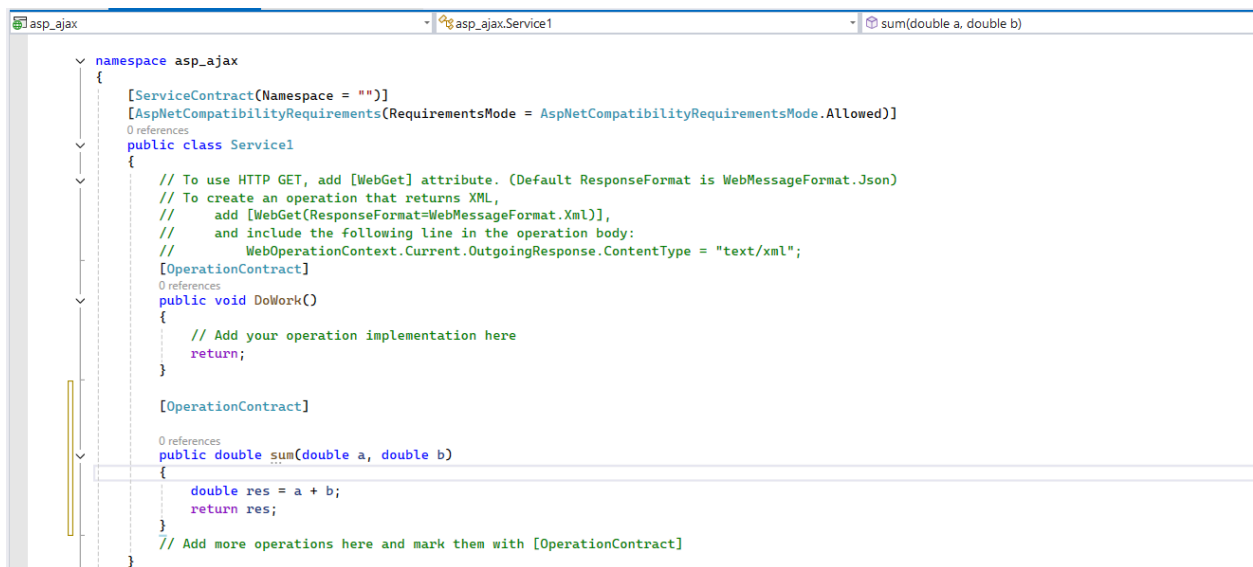 asp_ajax asp_ajax.Service1 sum(double a, double b)
namespace asp_ajax
{
[ServiceContract(Namespace = "")]
[AspNetCompatibilityRequirements(RequirementsMode = AspNetCompatibilityRequirementsMode.Allowed)]
0 references
public class Service1
{
// To use HTTP GET, add [WebGet] attribute. (Default ResponseFormat is WebMessageFormat.Json)
// To create an operation that returns XML,
//     add [WebGet(ResponseFormat=WebMessageFormat.Xml)],
//     and include the following line in the operation body:
//         WebOperationContext.Current.OutgoingResponse.ContentType = "text/xml";
[OperationContract]
0 references
public void DoWork()
{
// Add your operation implementation here
return;
}
[OperationContract]
0 references
public double sum(double a, double b)
{
double res = a + b;
return res;
}
// Add more operations here and mark them with [OperationContract]
}